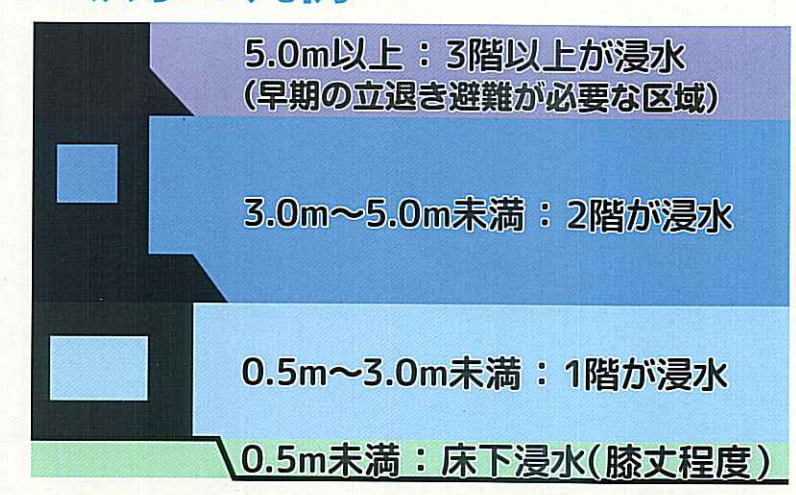 5.0m以上：3階以上が浸水
(早期の立退き避難が必要な区域)
3.0m～5.0m未満：2階が浸水
0.5m～3.0m未満：1階が浸水
0.5m未満：床下浸水(膝丈程度)